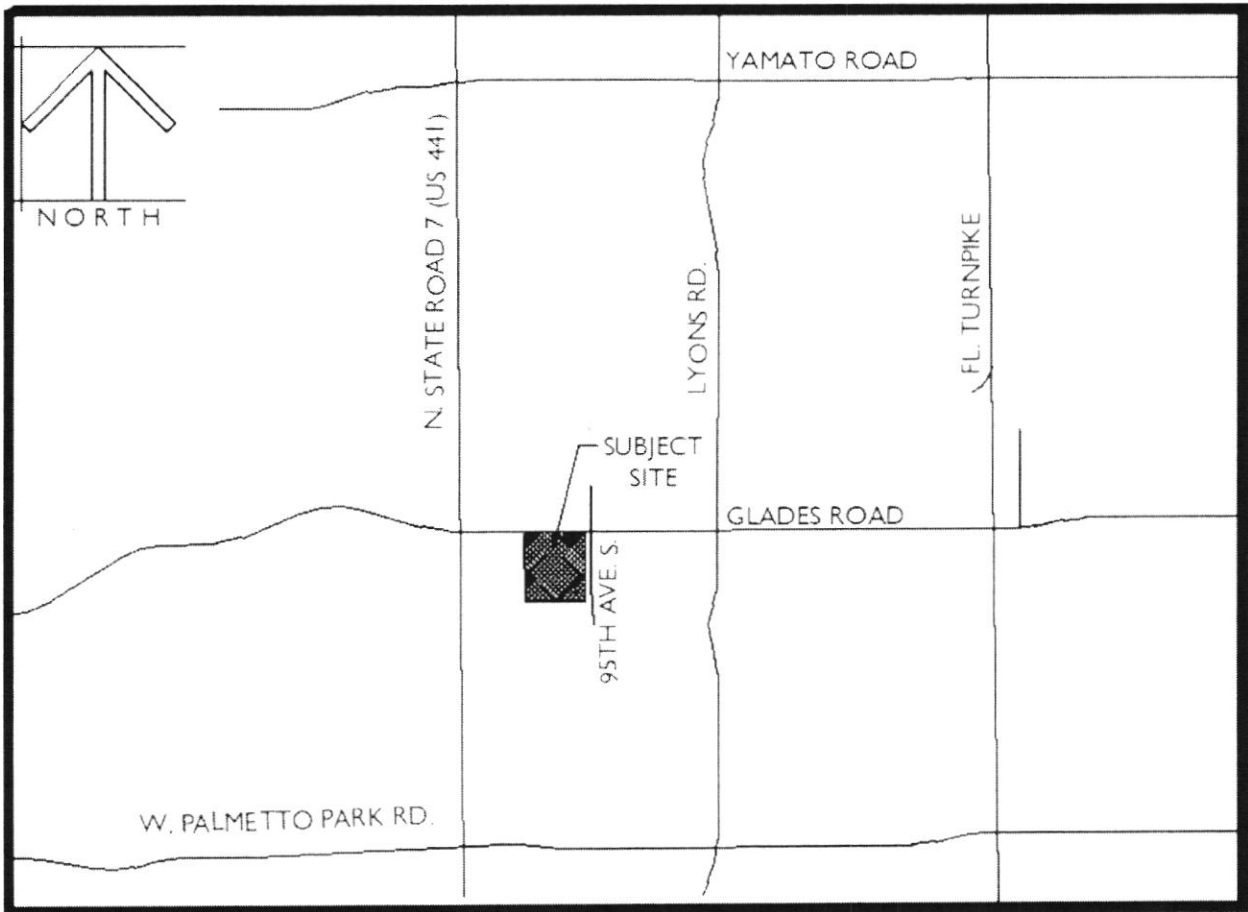 YAMATO ROAD
NORTH
N. STATE ROAD 7 (US 441)
LYONS RD.
FL. TURNPIKE
SUBJECT
SITE
GLADES ROAD
95TH AVE. S.
W. PALMETTO PARK RD.